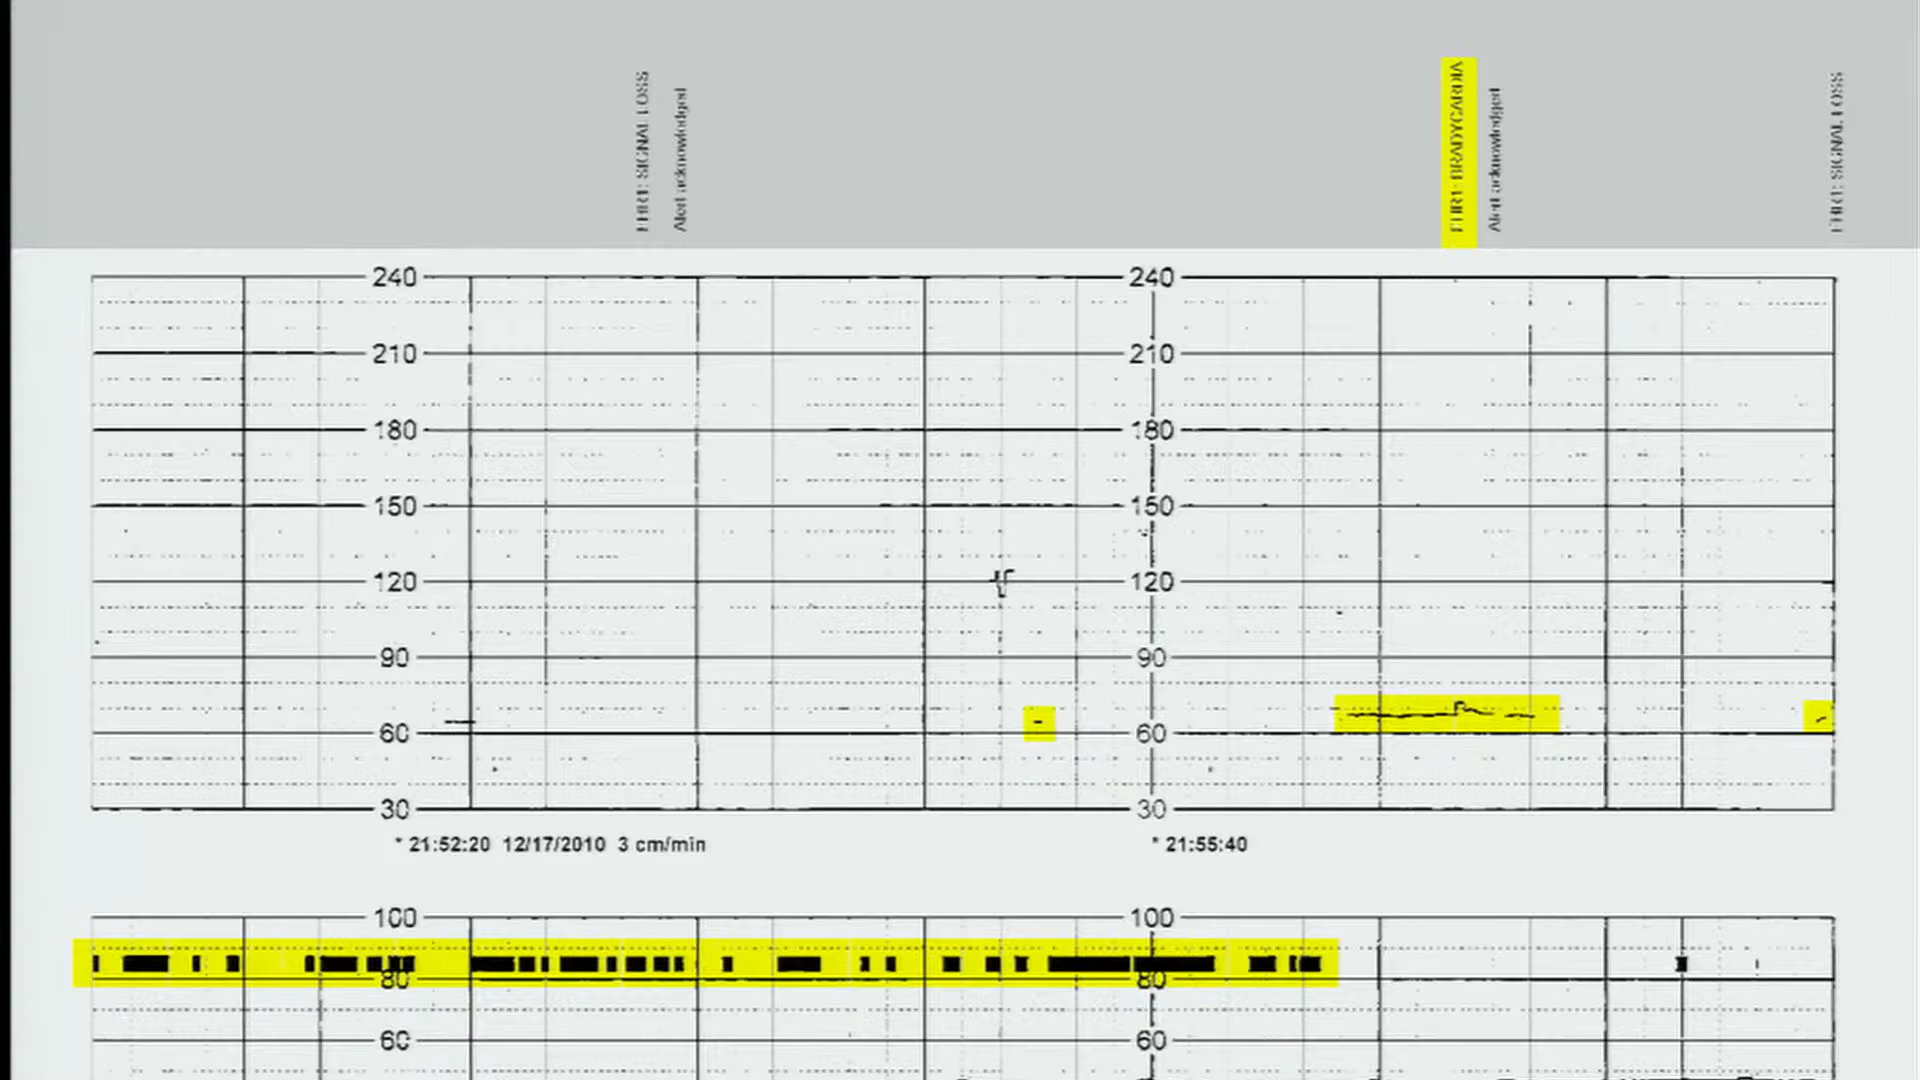 FHR1: SIGNAL LOSS
Alert acknowledged
FHR1: BRADYCARDIA
Alert acknowledged
FHR1: SIGNAL LOSS
240 240
210 210
180 180
150 150
120 120
90 90
60 60
30 30
* 21:52:20 12/17/2010 3 cm/min * 21:55:40
100 100
80 80
60 60